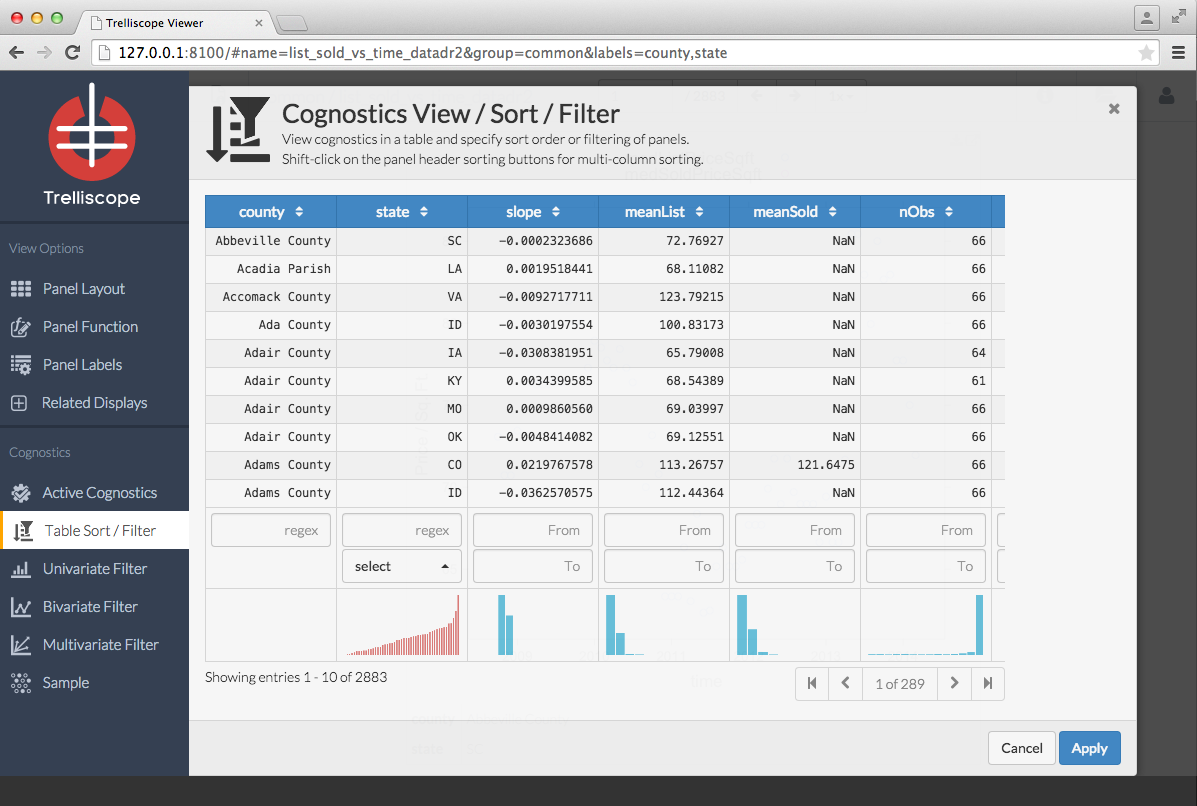 Trelliscope Viewer
127.0.0.1:8100/#name=list_sold_vs_time_datadr2&group=common&labels=county,state
Trelliscope
View Options
Panel Layout
Panel Function
Panel Labels
Related Displays
Cognostics
Active Cognostics
Table Sort / Filter
Univariate Filter
Bivariate Filter
Multivariate Filter
Sample
Cognostics View / Sort / Filter
View cognostics in a table and specify sort order or filtering of panels.
Shift-click on the panel header sorting buttons for multi-column sorting.
county state slope meanList meanSold nObs
Abbeville County SC -0.0002323686 72.76927 NaN 66
Acadia Parish LA 0.0019518441 68.11082 NaN 66
Accomack County VA -0.0092717711 123.79215 NaN 66
Ada County ID -0.0030197554 100.83173 NaN 66
Adair County IA -0.0308381951 65.79008 NaN 64
Adair County KY 0.0034399585 68.54389 NaN 61
Adair County MO 0.0009860560 69.03997 NaN 66
Adair County OK -0.0048414082 69.12551 NaN 66
Adams County CO 0.0219767578 113.26757 121.6475 66
Adams County ID -0.0362570575 112.44364 NaN 66
regex regex From From From From
select To To To To
Showing entries 1 - 10 of 2883
1 of 289
Cancel Apply